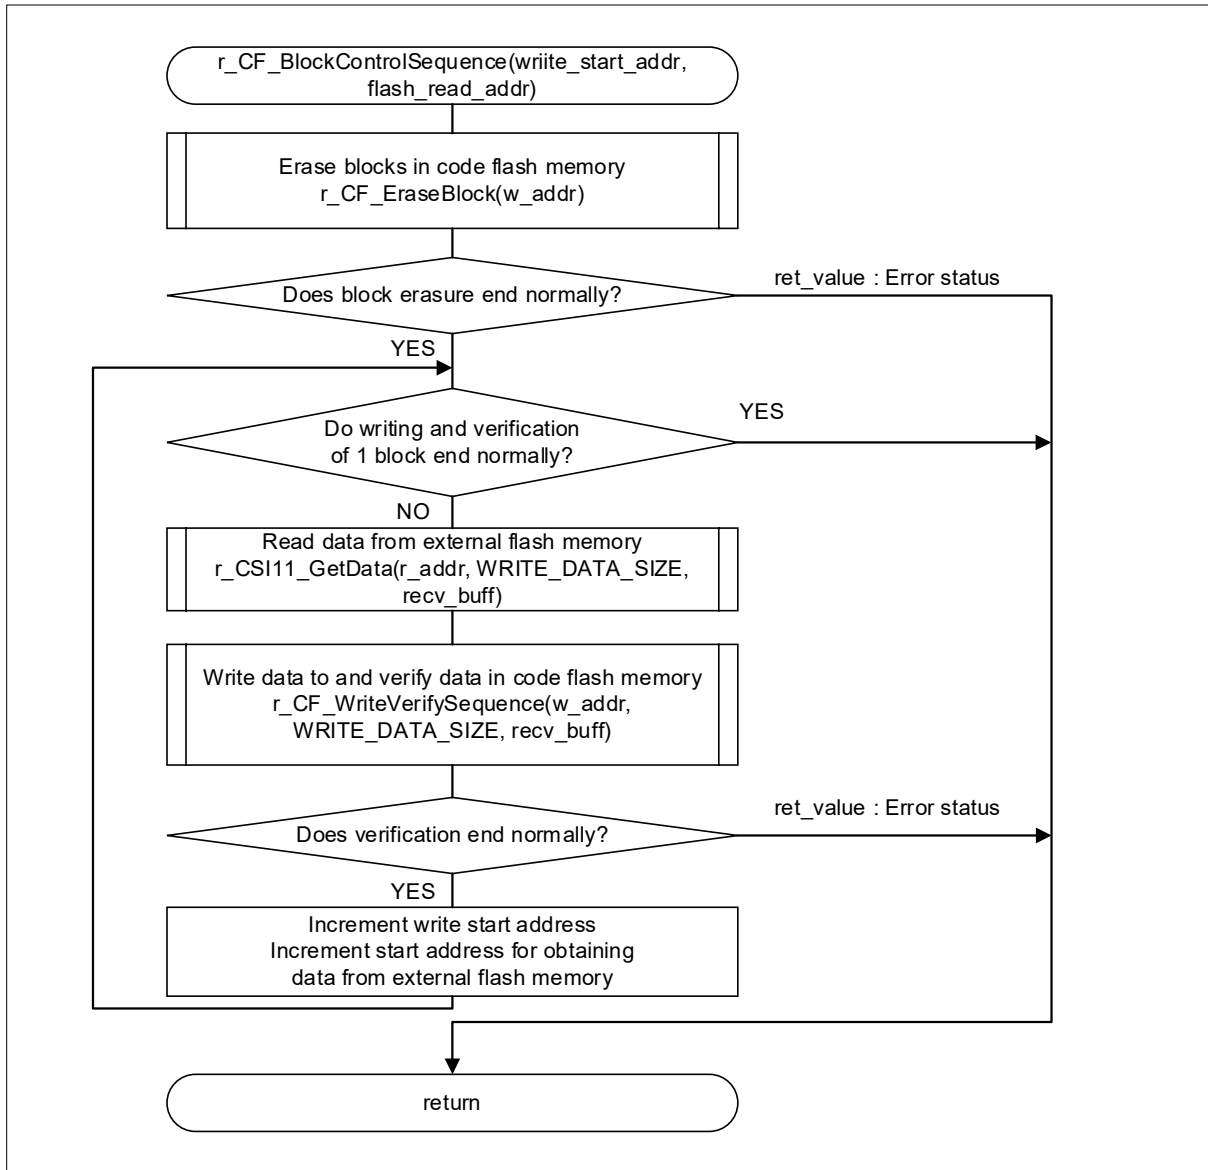 r_CF_BlockControlSequence(wriite_start_addr,
flash_read_addr)
Erase blocks in code flash memory
r_CF_EraseBlock(w_addr)
Does block erasure end normally?
ret_value : Error status
YES
Do writing and verification
of 1 block end normally?
YES
NO
Read data from external flash memory
r_CSI11_GetData(r_addr, WRITE_DATA_SIZE,
recv_buff)
Write data to and verify data in code flash memory
r_CF_WriteVerifySequence(w_addr,
WRITE_DATA_SIZE, recv_buff)
Does verification end normally?
ret_value : Error status
YES
Increment write start address
Increment start address for obtaining
data from external flash memory
return